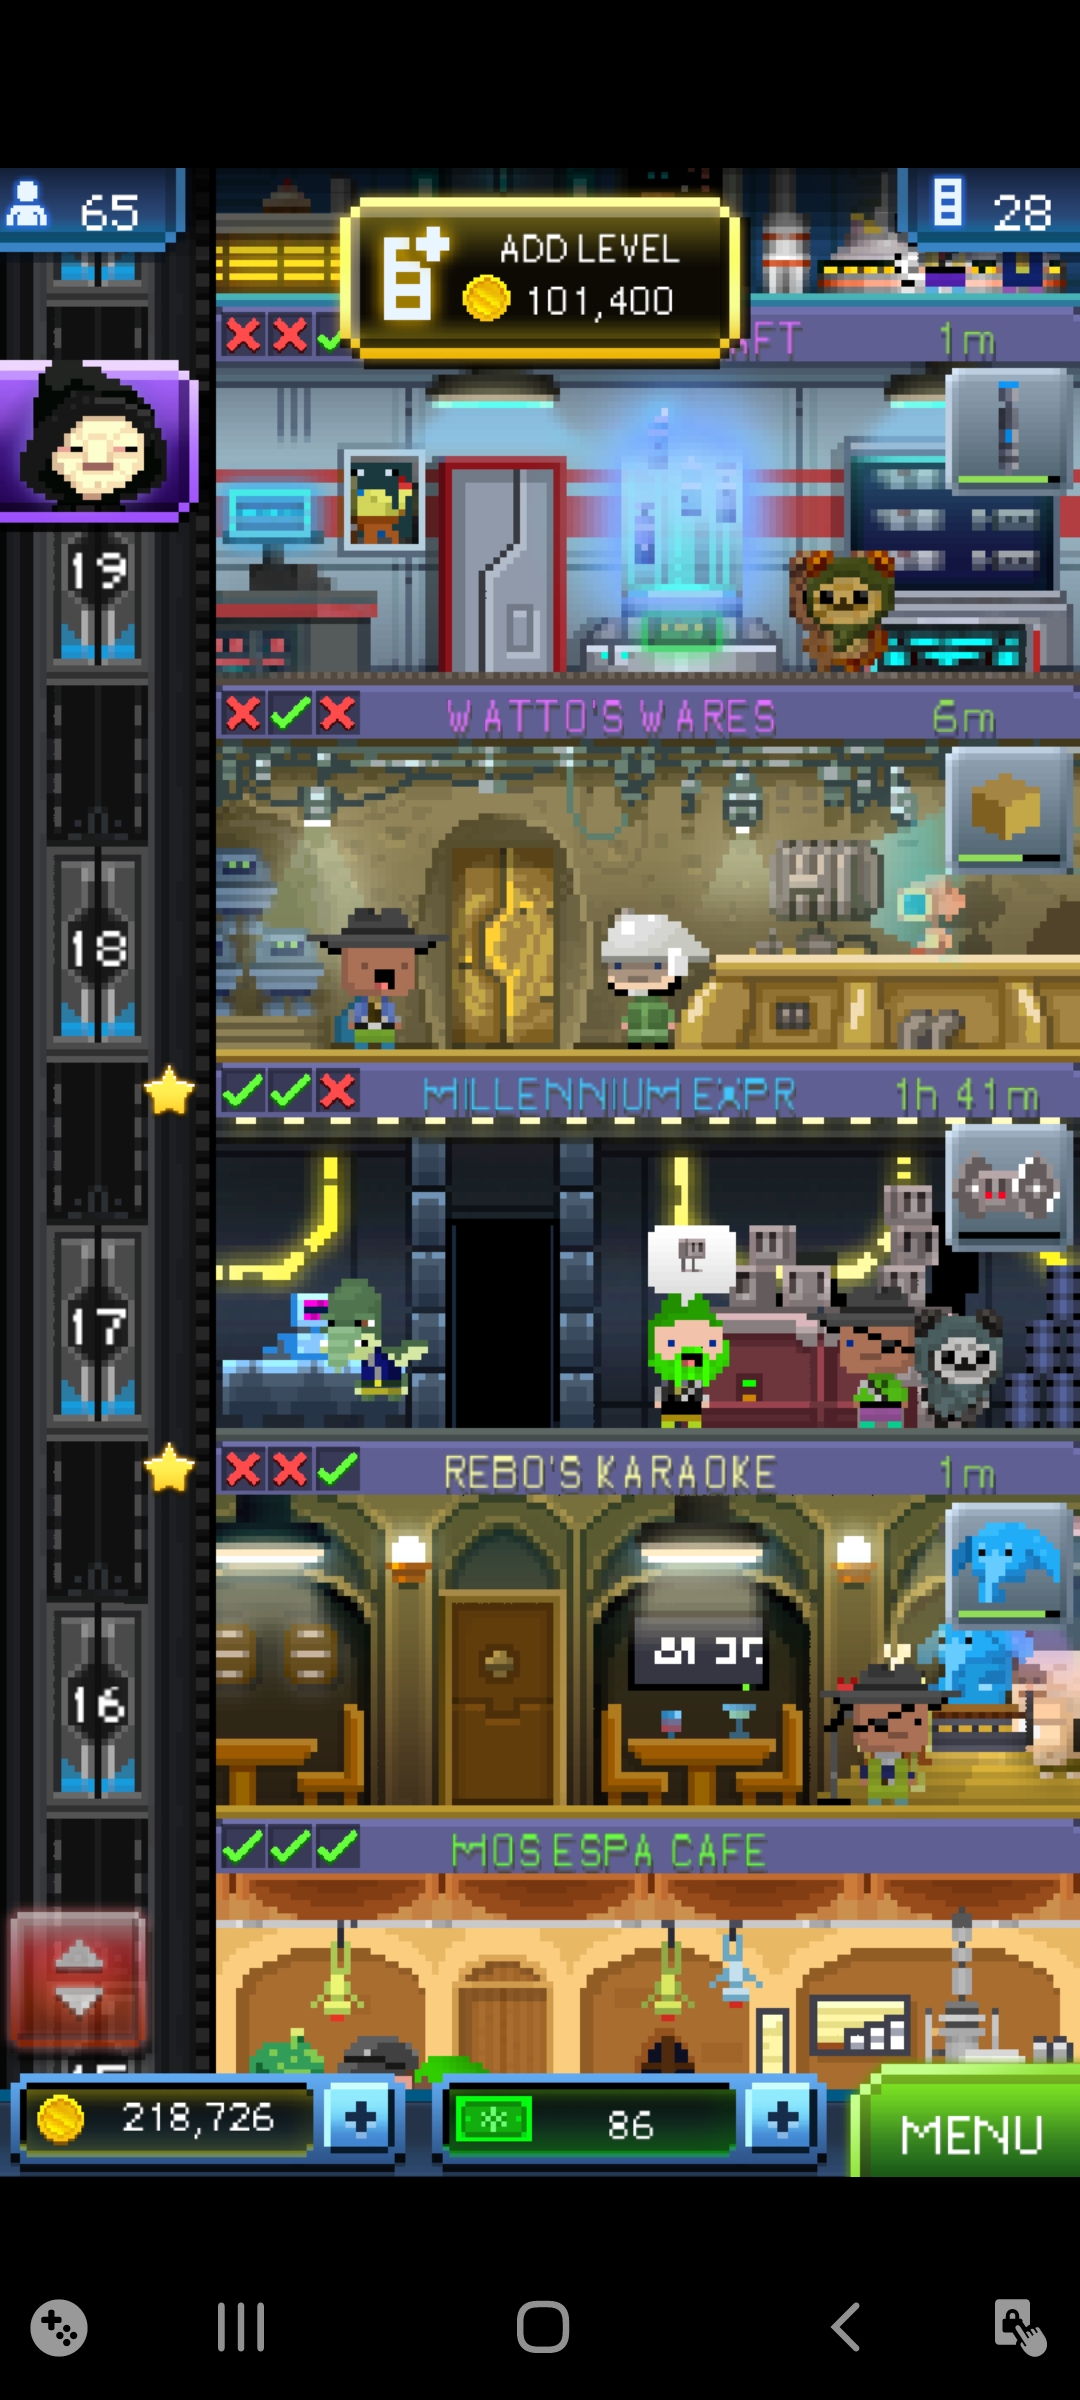 65
ADD LEVEL
101,400
28
1m
19
WATTO'S WARES
6m
18
MILLENNIUM EXPR
1h 41m
17
REBO'S KARAOKE
1m
16
MOS ESPA CAFE
218,726
86
MENU